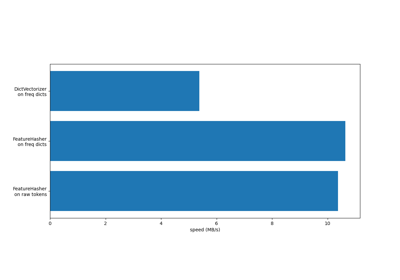 DictVectorizer
on freq dicts
FeatureHasher
on freq dicts
FeatureHasher
on raw tokens
0 2 4 6 8 10
speed (MB/s)